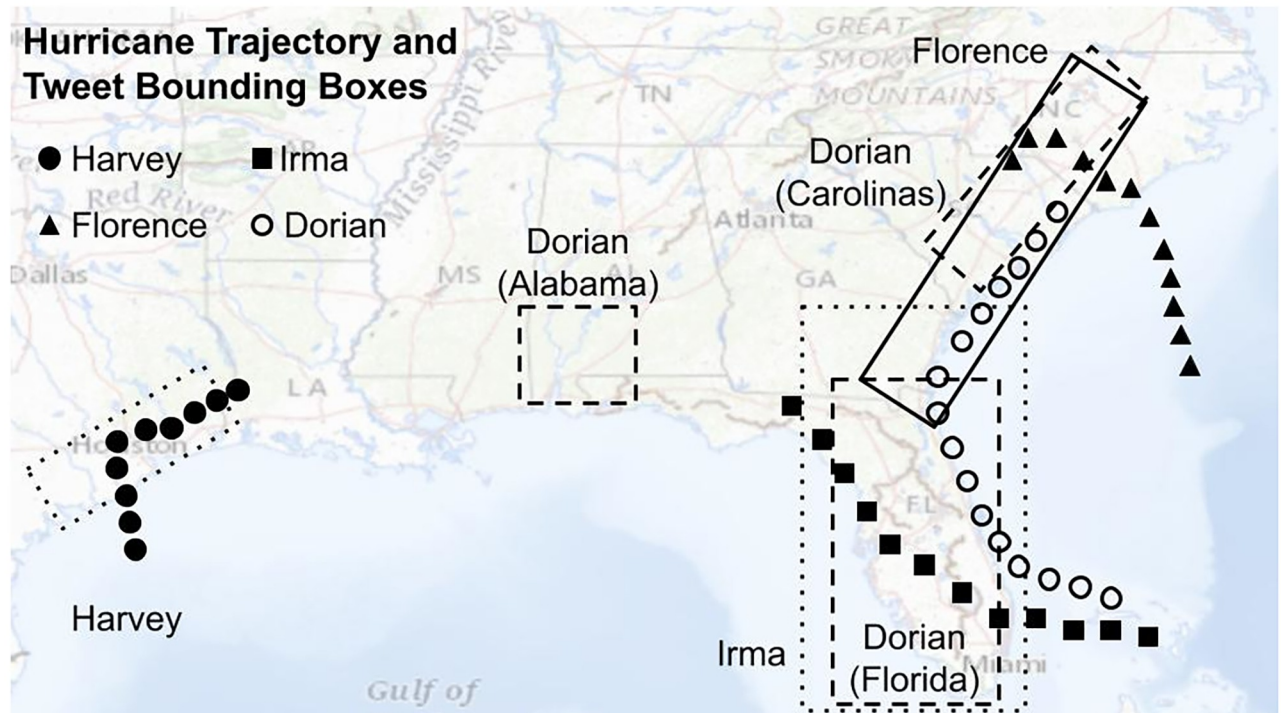 Hurricane Trajectory and
Tweet Bounding Boxes
Harvey Irma
Florence Dorian
GREAT
SMOKY
MOUNTAINS
Florence
TN
NC
AR
Red River
Mississippi River
Dorian
(Carolinas)
Atlanta
Dallas
MS
AL
GA
Dorian
(Alabama)
LA
Houston
FL
Harvey
Irma
Dorian
(Florida)
Miami
Gulf of